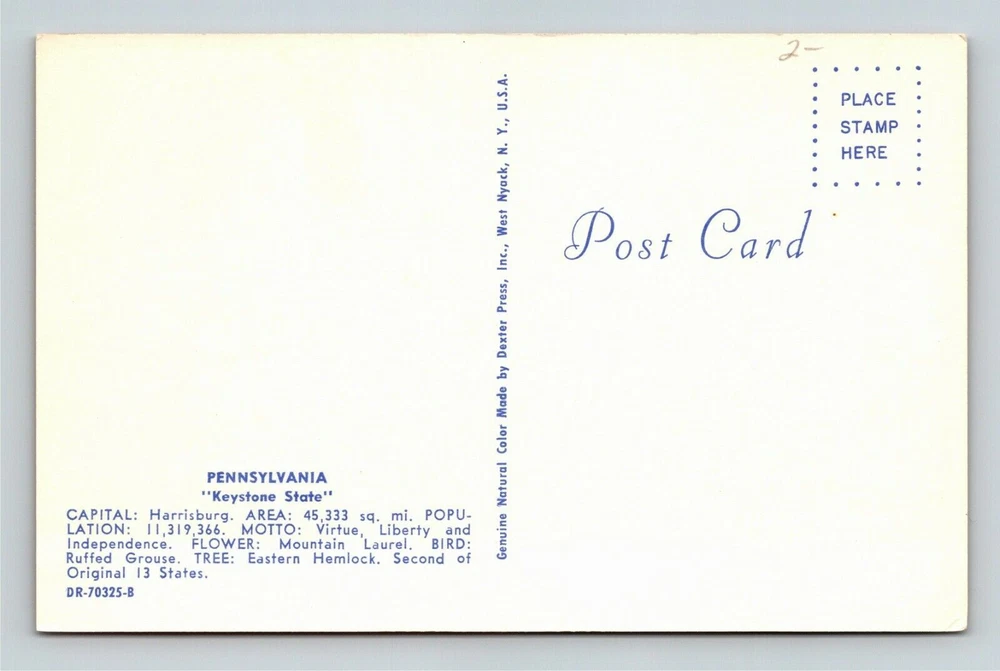 2-
PLACE
STAMP
HERE
Post Card
Genuine Natural Color Made by Dexter Press, Inc., West Nyack, N. Y., U.S.A.
PENNSYLVANIA
"Keystone State"
CAPITAL: Harrisburg. AREA: 45,333 sq. mi. POPU-
LATION: 11,319,366. MOTTO: Virtue, Liberty and
Independence. FLOWER: Mountain Laurel. BIRD:
Ruffed Grouse. TREE: Eastern Hemlock. Second of
Original 13 States.
DR-70325-B